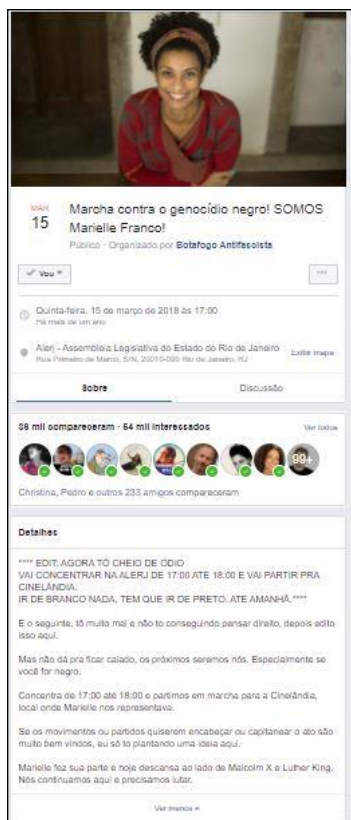 MAR
15
Marcha contra o genocídio negro! SOMOS
Marielle Franco!
Público · Organizado por Botafogo Antifascista
Vou
Quinta-feira, 15 de março de 2018 às 17:00
Há mais de um ano
Alerj - Assembleia Legislativa do Estado do Rio de Janeiro
Rua Primeiro de Março, S/N, 20010-090 Rio de Janeiro, RJ
Exibir mapa
Sobre
Discussão
36 mil compareceram · 64 mil interessados
Ver todos
99+
Christina, Pedro e outros 233 amigos compareceram
Detalhes
**** EDIT: AGORA TÔ CHEIO DE ÓDIO
VAI CONCENTRAR NA ALERJ DE 17:00 ATÉ 18:00 E VAI PARTIR PRA
CINELÂNDIA.
IR DE BRANCO NADA, TEM QUE IR DE PRETO. ATÉ AMANHÃ.****
É o seguinte, tô muito mal e não to conseguindo pensar direito, depois edito
isso aqui.
Mas não dá pra ficar calado, os próximos seremos nós. Especialmente se
você for negro.
Concentra de 17:00 até 18:00 e partimos em marcha para a Cinelândia,
local onde Marielle nos representava.
Se os movimentos ou partidos quiserem encabeçar ou capitanear o ato são
muito bem vindos, eu só tô plantando uma ideia aqui.
Marielle fez sua parte e hoje descansa ao lado de Malcolm X e Luther King.
Nós continuamos aqui e precisamos lutar.
Ver menos